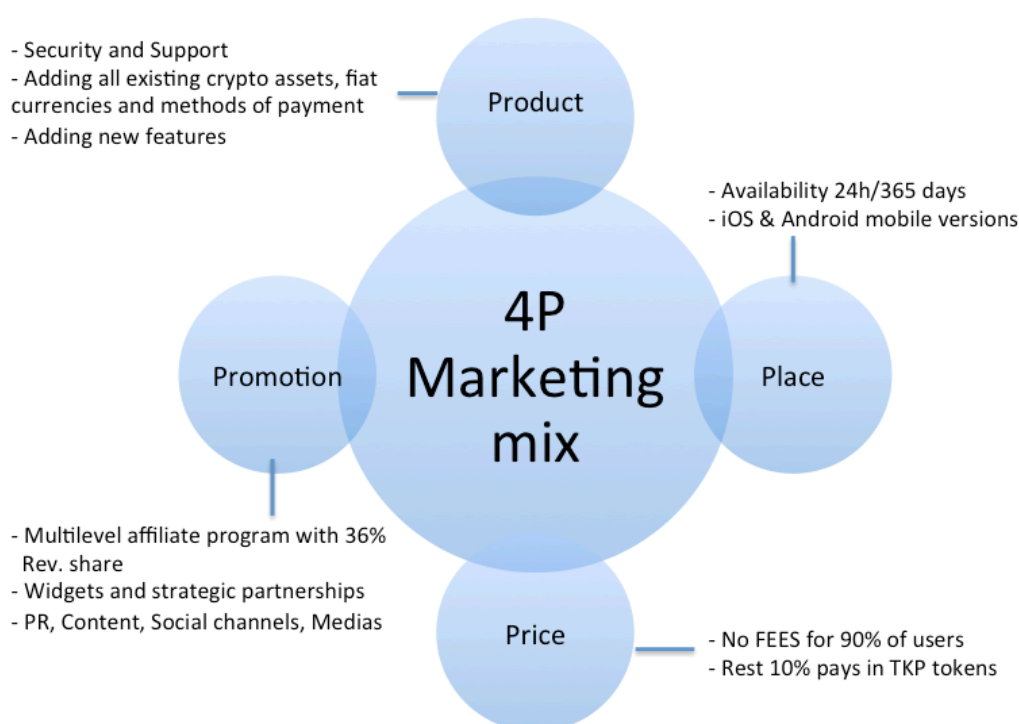 - Security and Support
- Adding all existing crypto assets, fiat
currencies and methods of payment
- Adding new features
Product
- Availability 24h/365 days
- iOS & Android mobile versions
4P
Marketing
mix
Promotion
Place
- Multilevel affiliate program with 36%
Rev. share
- Widgets and strategic partnerships
- PR, Content, Social channels, Medias
Price
- No FEES for 90% of users
- Rest 10% pays in TKP tokens